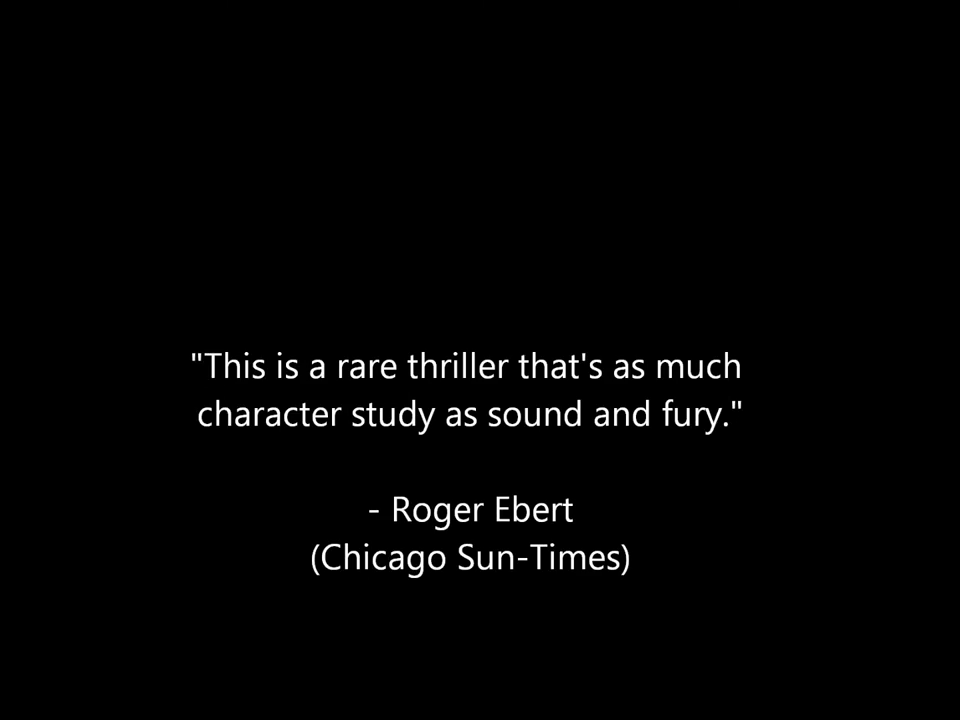 "This is a rare thriller that's as much
character study as sound and fury."
- Roger Ebert
(Chicago Sun-Times)